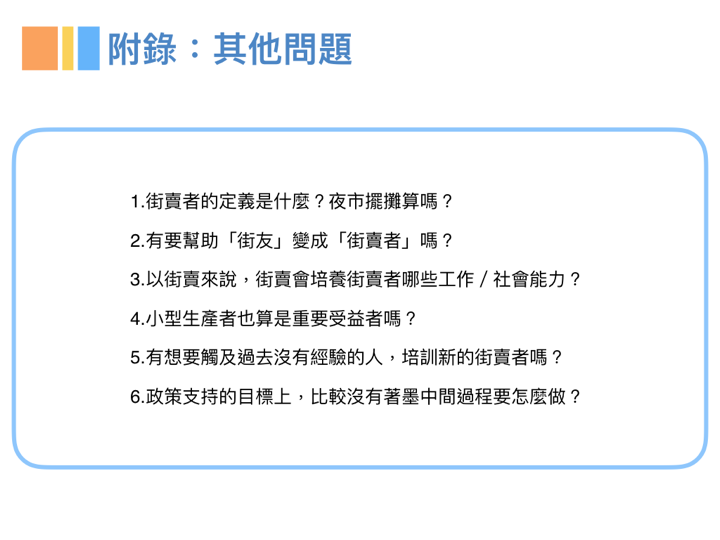 附錄：其他問題
1.街賣者的定義是什麼？夜市擺攤算嗎？
2.有要幫助「街友」變成「街賣者」嗎？
3.以街賣來說，街賣會培養街賣者哪些工作／社會能力？
4.小型生產者也算是重要受益者嗎？
5.有想要觸及過去沒有經驗的人，培訓新的街賣者嗎？
6.政策支持的目標上，比較沒有著墨中間過程要怎麼做？